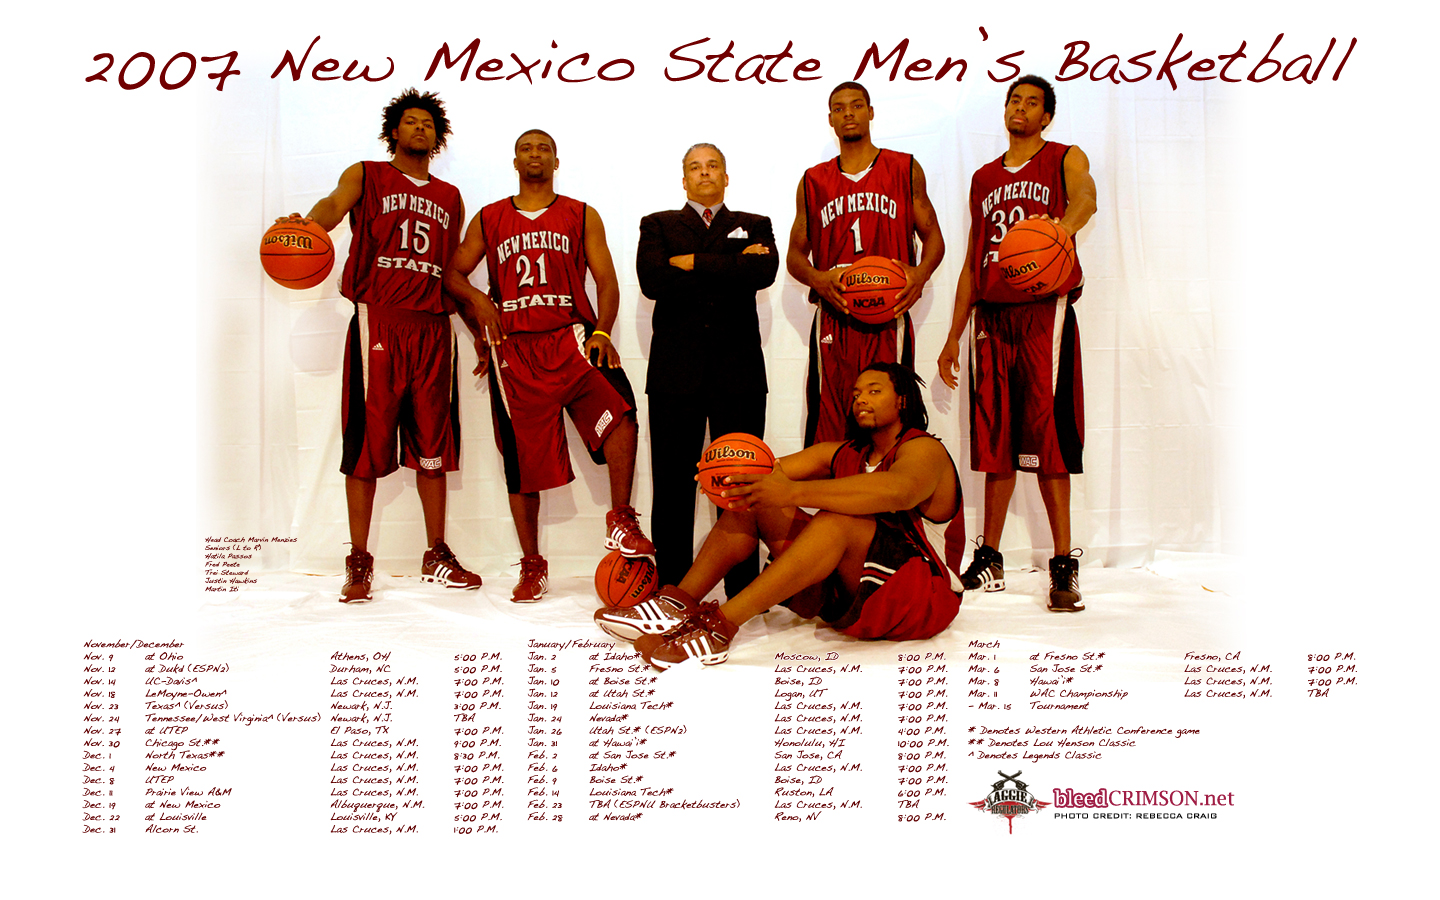 2007 New Mexico State Men's Basketball
NEW MEXICO
15
STATE
NEW MEXICO
21
STATE
NEW MEXICO
1
NEW MEXICO
Wilson
Wilson
NCAA
Wilson
Wilson
WAC
WAC
WAC
Head Coach Marvin Menzies
Seniors (L to R)
Hatila Passos
Fred Peete
Trei Steward
Justin Hawkins
Martin Iti
November/December
Nov. 9 at Ohio Athens, OH 5:00 P.M.
Nov. 12 at Dukd (ESPN2) Durham, NC 5:00 P.M.
Nov. 14 UC-Davis^ Las Cruces, N.M. 7:00 P.M.
Nov. 18 LeMoyne-Owen^ Las Cruces, N.M. 7:00 P.M.
Nov. 23 Texas^ (Versus) Newark, N.J. 3:00 P.M.
Nov. 24 Tennessee/West Virginia^ (Versus) Newark, N.J. TBA
Nov. 27 at UTEP El Paso, TX 7:00 P.M.
Nov. 30 Chicago St.** Las Cruces, N.M. 9:00 P.M.
Dec. 1 North Texas** Las Cruces, N.M. 8:30 P.M.
Dec. 4 New Mexico Las Cruces, N.M. 7:00 P.M.
Dec. 8 UTEP Las Cruces, N.M. 7:00 P.M.
Dec. 11 Prairie View A&M Las Cruces, N.M. 7:00 P.M.
Dec. 19 at New Mexico Albuquerque, N.M. 7:00 P.M.
Dec. 22 at Louisville Louisville, KY 5:00 P.M.
Dec. 31 Alcorn St. Las Cruces, N.M. 1:00 P.M.
January/February
Jan. 2 at Idaho* Moscow, ID 8:00 P.M.
Jan. 5 Fresno St.* Las Cruces, N.M. 7:00 P.M.
Jan. 10 at Boise St.* Boise, ID 7:00 P.M.
Jan. 12 at Utah St.* Logan, UT 7:00 P.M.
Jan. 19 Louisiana Tech* Las Cruces, N.M. 7:00 P.M.
Jan. 24 Nevada* Las Cruces, N.M. 7:00 P.M.
Jan. 26 Utah St.* (ESPN2) Las Cruces, N.M. 4:00 P.M.
Jan. 31 at Hawai'i* Honolulu, HI 10:00 P.M.
Feb. 2 at San Jose St.* San Jose, CA 8:00 P.M.
Feb. 6 Idaho* Las Cruces, N.M. 7:00 P.M.
Feb. 9 Boise St.* Boise, ID 7:00 P.M.
Feb. 14 Louisiana Tech* Ruston, LA 6:00 P.M.
Feb. 23 TBA (ESPNU Bracketbusters) Las Cruces, N.M. TBA
Feb. 28 at Nevada* Reno, NV 8:00 P.M.
March
Mar. 1 at Fresno St.* Fresno, CA 8:00 P.M.
Mar. 6 San Jose St.* Las Cruces, N.M. 7:00 P.M.
Mar. 8 Hawai'i* Las Cruces, N.M. 7:00 P.M.
Mar. 11 WAC Championship Las Cruces, N.M. TBA
- Mar. 15 Tournament
* Denotes Western Athletic Conference game
** Denotes Lou Henson Classic
^ Denotes Legends Classic
AGGIE
REGULATORS
bleedCRIMSON.net
PHOTO CREDIT: REBECCA CRAIG